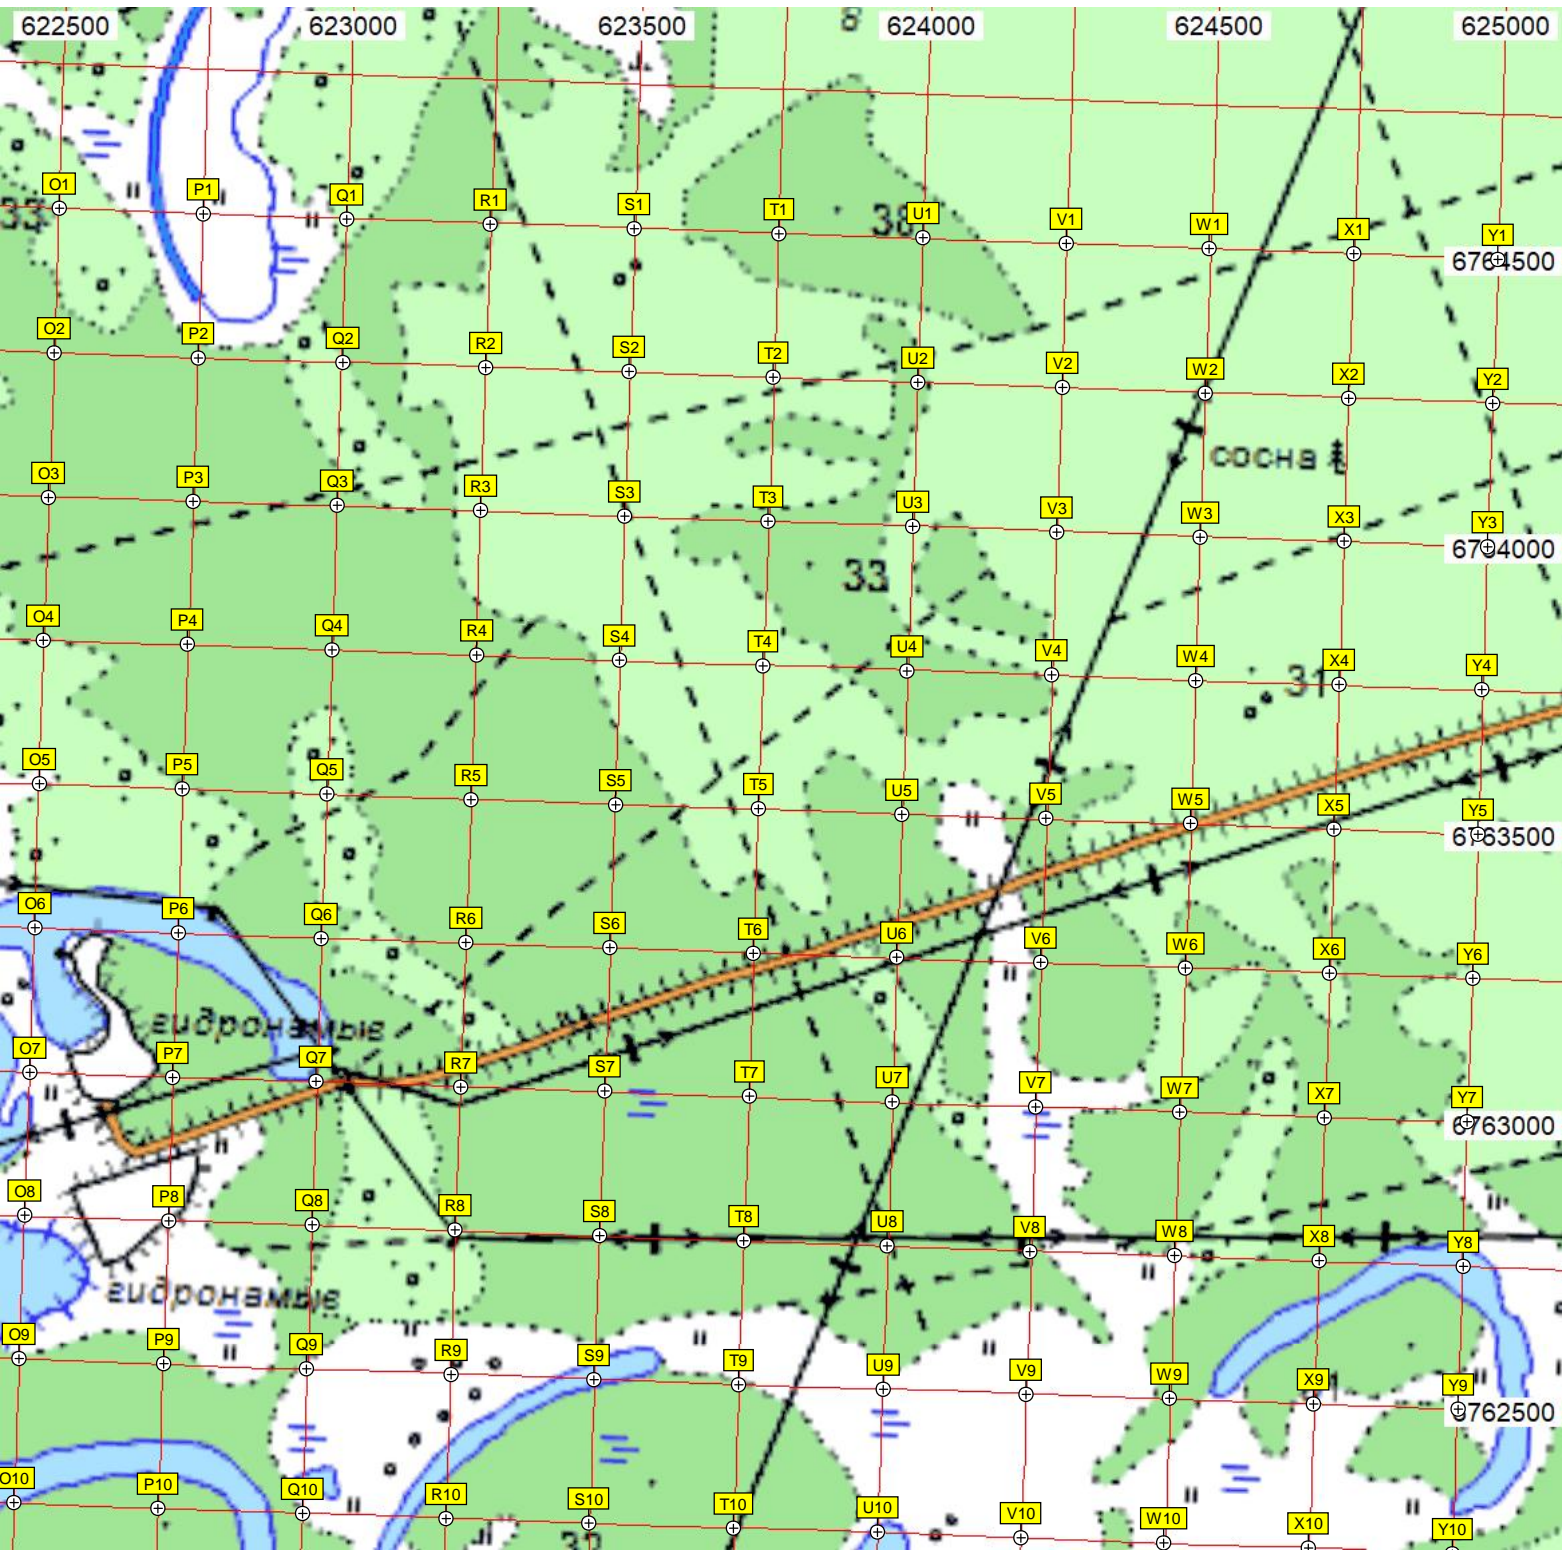 622500 623000 623500 624000 624500 625000
O1 P1 Q1 R1 S1 T1 U1 V1 W1 X1 Y1
33 38
6764500
O2 P2 Q2 R2 S2 T2 U2 V2 W2 X2 Y2
сосна
O3 P3 Q3 R3 S3 T3 U3 V3 W3 X3 Y3
6764000
33
O4 P4 Q4 R4 S4 T4 U4 V4 W4 X4 Y4
31
O5 P5 Q5 R5 S5 T5 U5 V5 W5 X5 Y5
6763500
O6 P6 Q6 R6 S6 T6 U6 V6 W6 X6 Y6
гидронамыв
O7 P7 Q7 R7 S7 T7 U7 V7 W7 X7 Y7
6763000
O8 P8 Q8 R8 S8 T8 U8 V8 W8 X8 Y8
гидронамыв
O9 P9 Q9 R9 S9 T9 U9 V9 W9 X9 Y9
6762500
O10 P10 Q10 R10 S10 T10 U10 V10 W10 X10 Y10